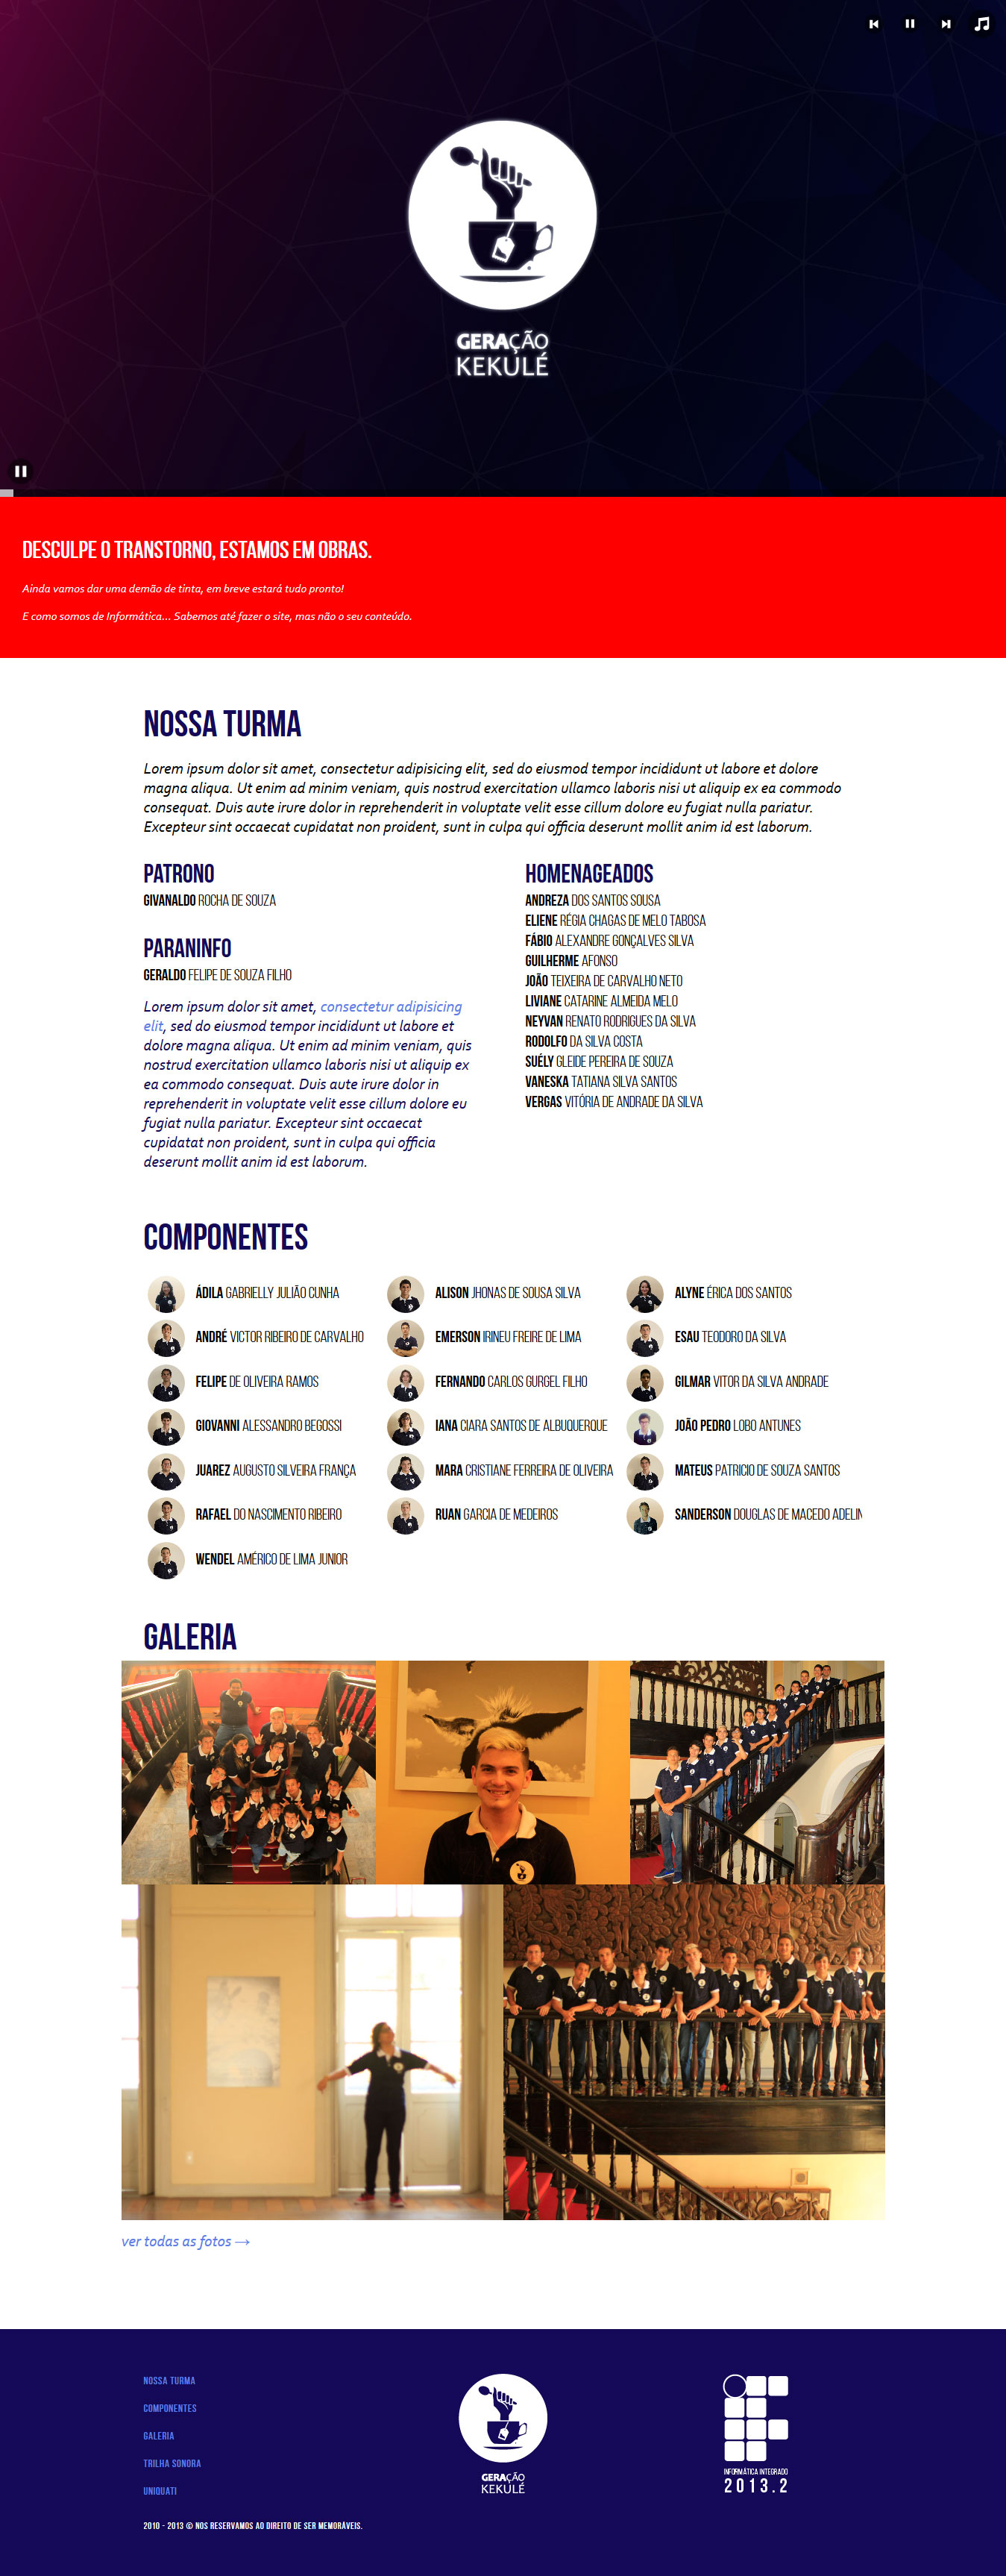 GERAÇÃO
KEKULÉ
DESCULPE O TRANSTORNO, ESTAMOS EM OBRAS.
Ainda vamos dar uma demão de tinta, em breve estará tudo pronto!
E como somos de Informática... Sabemos até fazer o site, mas não o seu conteúdo.
NOSSA TURMA
Lorem ipsum dolor sit amet, consectetur adipisicing elit, sed do eiusmod tempor incididunt ut labore et dolore
magna aliqua. Ut enim ad minim veniam, quis nostrud exercitation ullamco laboris nisi ut aliquip ex ea commodo
consequat. Duis aute irure dolor in reprehenderit in voluptate velit esse cillum dolore eu fugiat nulla pariatur.
Excepteur sint occaecat cupidatat non proident, sunt in culpa qui officia deserunt mollit anim id est laborum.
PATRONO
GIVANALDO ROCHA DE SOUZA
PARANINFO
GERALDO FELIPE DE SOUZA FILHO
Lorem ipsum dolor sit amet, consectetur adipisicing
elit, sed do eiusmod tempor incididunt ut labore et
dolore magna aliqua. Ut enim ad minim veniam, quis
nostrud exercitation ullamco laboris nisi ut aliquip ex
ea commodo consequat. Duis aute irure dolor in
reprehenderit in voluptate velit esse cillum dolore eu
fugiat nulla pariatur. Excepteur sint occaecat
cupidatat non proident, sunt in culpa qui officia
deserunt mollit anim id est laborum.
HOMENAGEADOS
ANDREZA DOS SANTOS SOUSA
ELIENE RÉGIA CHAGAS DE MELO TABOSA
FÁBIO ALEXANDRE GONÇALVES SILVA
GUILHERME AFONSO
JOÃO TEIXEIRA DE CARVALHO NETO
LIVIANE CATARINE ALMEIDA MELO
NEYVAN RENATO RODRIGUES DA SILVA
RODOLFO DA SILVA COSTA
SUÉLY GLEIDE PEREIRA DE SOUZA
VANESKA TATIANA SILVA SANTOS
VERGAS VITÓRIA DE ANDRADE DA SILVA
COMPONENTES
ÁDILA GABRIELLY JULIÃO CUNHA
ALISON JHONAS DE SOUSA SILVA
ALYNE ÉRICA DOS SANTOS
ANDRÉ VICTOR RIBEIRO DE CARVALHO
EMERSON IRINEU FREIRE DE LIMA
ESAU TEODORO DA SILVA
FELIPE DE OLIVEIRA RAMOS
FERNANDO CARLOS GURGEL FILHO
GILMAR VITOR DA SILVA ANDRADE
GIOVANNI ALESSANDRO BEGOSSI
IANA CIARA SANTOS DE ALBUQUERQUE
JOÃO PEDRO LOBO ANTUNES
JUAREZ AUGUSTO SILVEIRA FRANÇA
MARA CRISTIANE FERREIRA DE OLIVEIRA
MATEUS PATRICIO DE SOUZA SANTOS
RAFAEL DO NASCIMENTO RIBEIRO
RUAN GARCIA DE MEDEIROS
SANDERSON DOUGLAS DE MACEDO ADELIN
WENDEL AMÉRICO DE LIMA JUNIOR
GALERIA
ver todas as fotos →
NOSSA TURMA
COMPONENTES
GALERIA
TRILHA SONORA
UNIQUATI
GERAÇÃO
KEKULÉ
INFORMÁTICA INTEGRADO
2013.2
2010 - 2013 © NOS RESERVAMOS AO DIREITO DE SER MEMORÁVEIS.